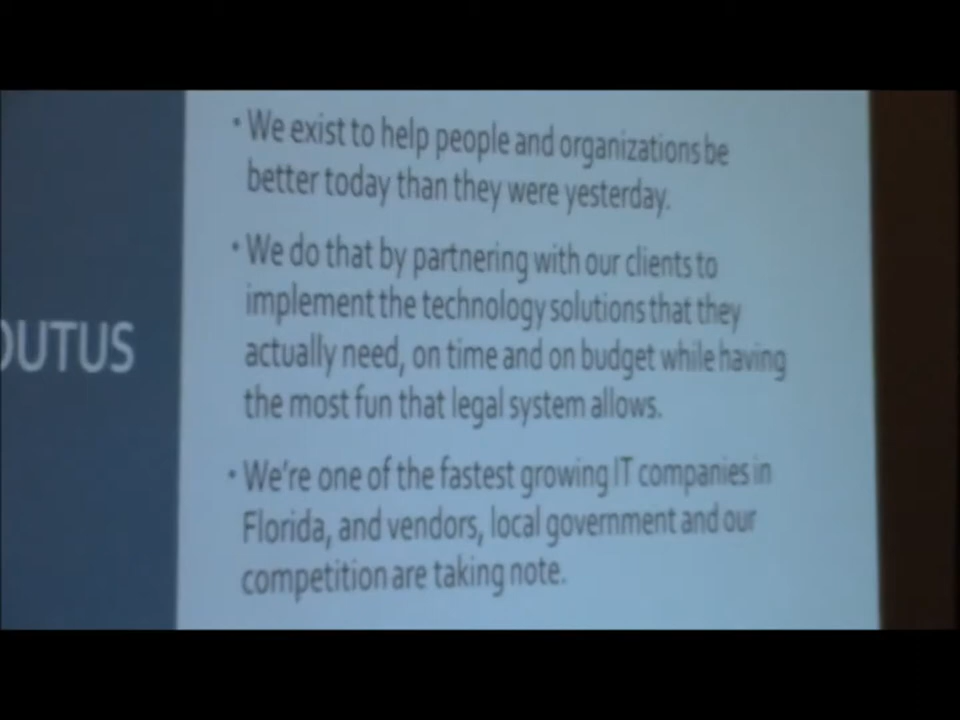 OUTUS
• We exist to help people and organizations be
better today than they were yesterday.
• We do that by partnering with our clients to
implement the technology solutions that they
actually need, on time and on budget while having
the most fun that legal system allows.
• We're one of the fastest growing IT companies in
Florida, and vendors, local government and our
competition are taking note.